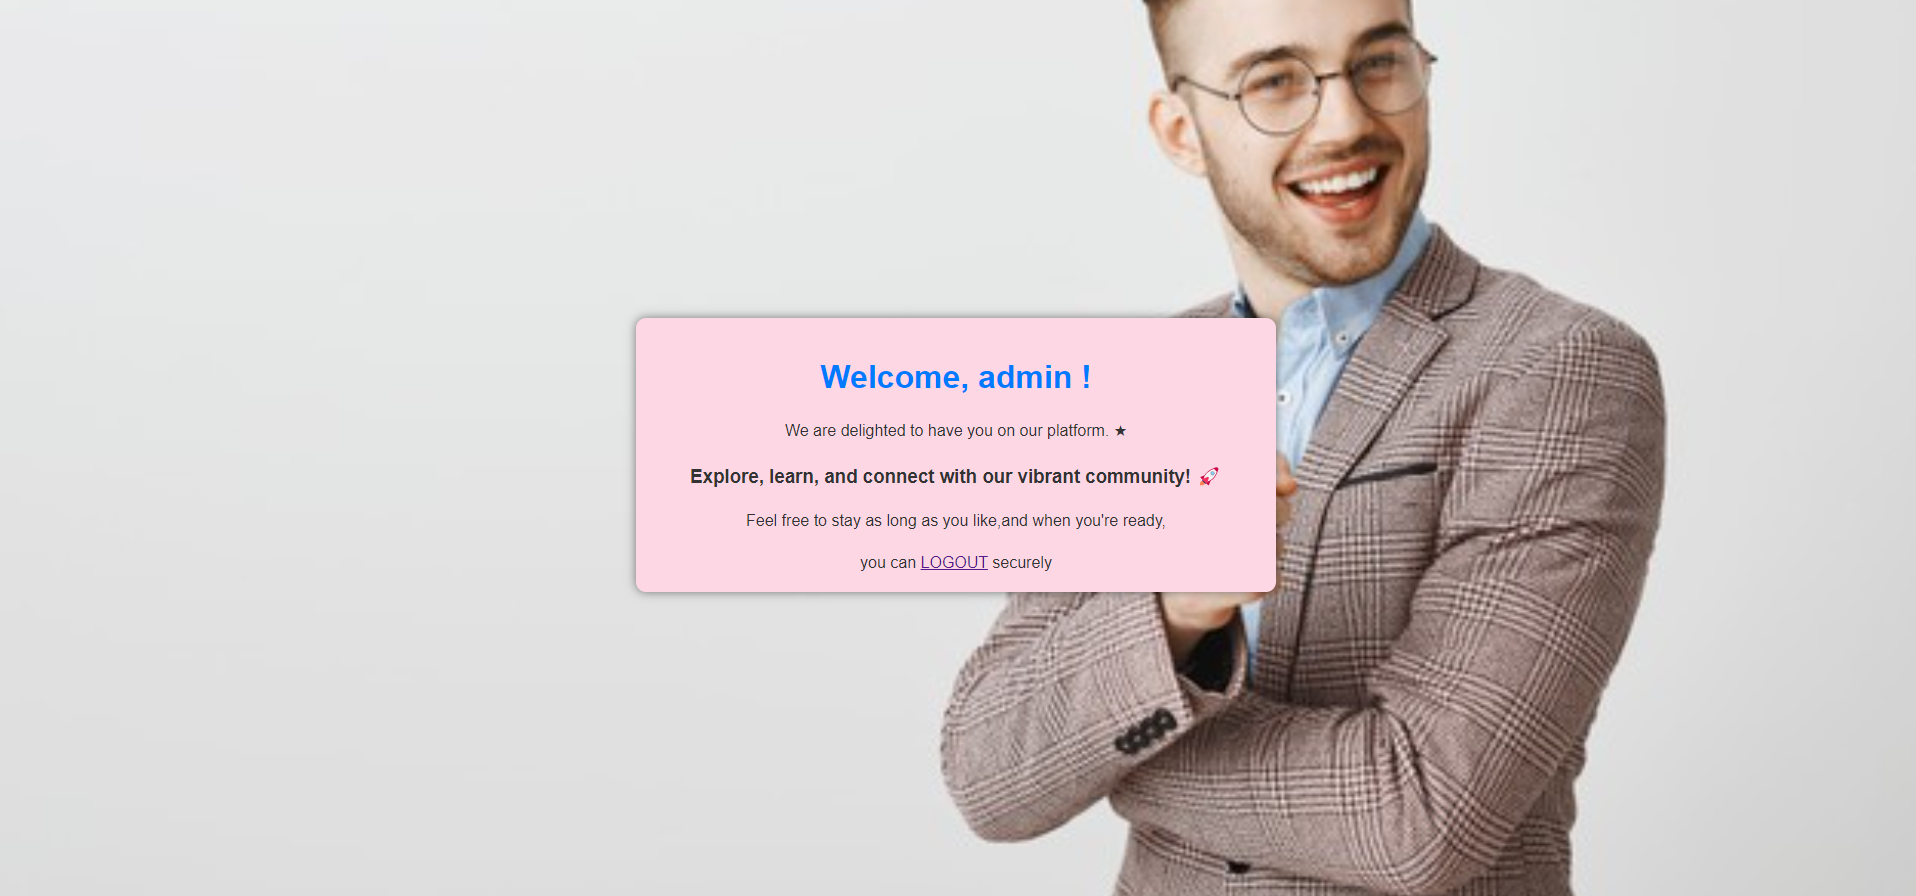 Welcome, admin !
We are delighted to have you on our platform. ★
Explore, learn, and connect with our vibrant community! 🚀
Feel free to stay as long as you like,and when you're ready,
you can LOGOUT securely